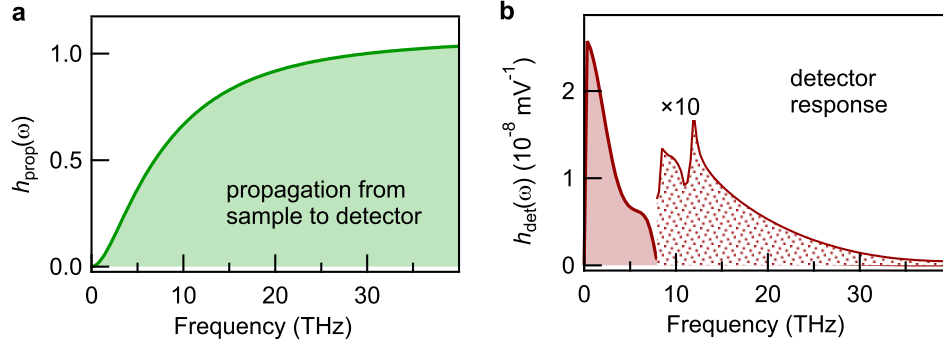 a
h_prop(ω)
1.0
0.5
0.0
propagation from
sample to detector
0 10 20 30
Frequency (THz)
b
h_det(ω) (10⁻⁸ mV⁻¹)
2
1
0
×10
detector
response
0 10 20 30
Frequency (THz)